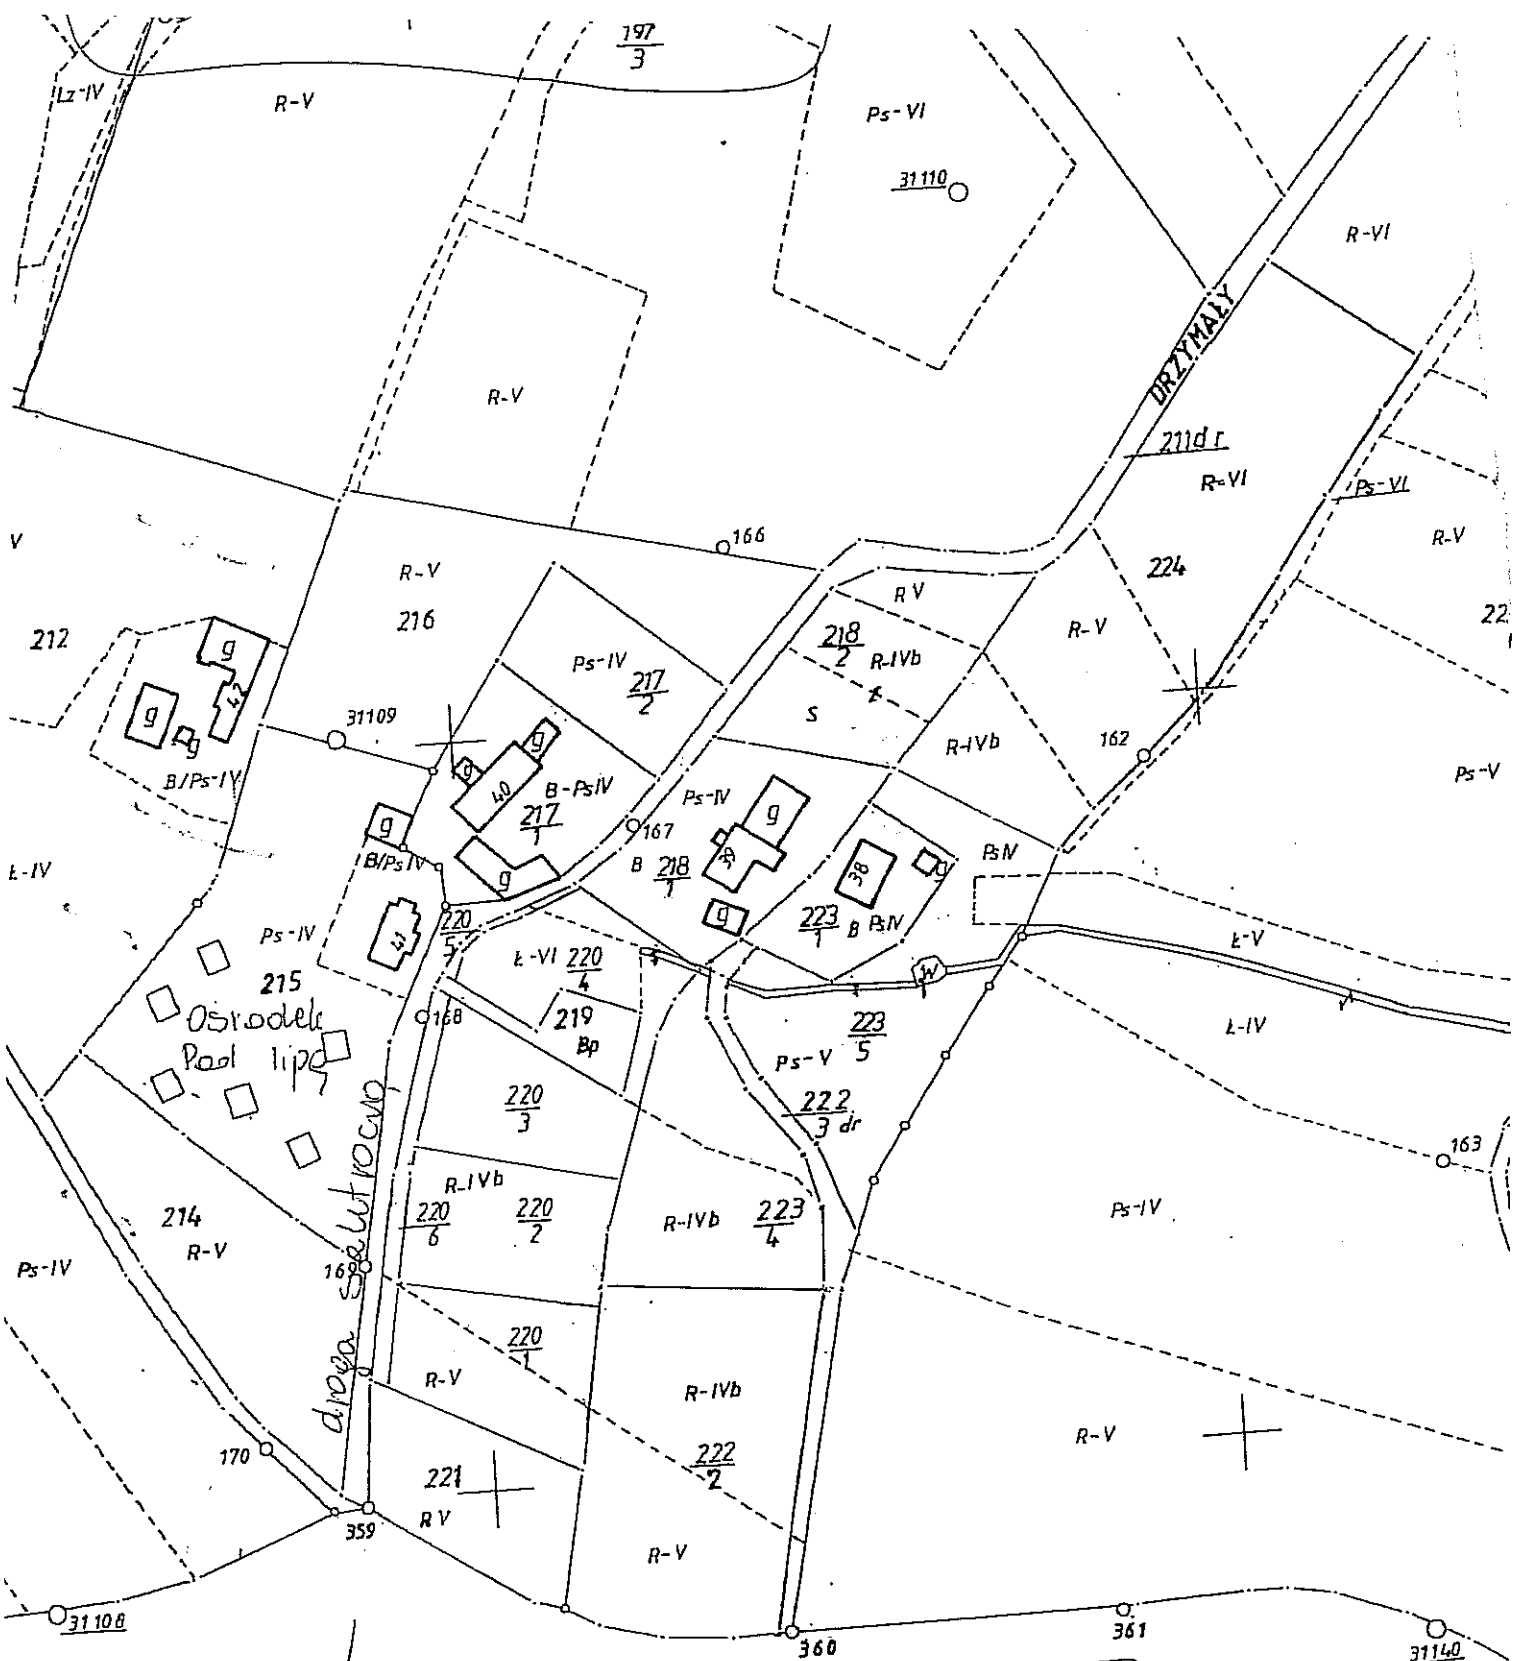 197
3
Lz-IV
R-V
Ps-VI
31110
R-VI
DRZYMAŁY
R-V
211dr
R-VI
Ps-VI
R-V
V
166
R-V
224
216
R V
212
218
2
R-IVb
R-V
22
g
Ps-IV
217
2
42
g
g
S
31109
g
R-IVb
162
B/Ps-IV
g
40
B-PsIV
Ps-IV
g
Ps-V
217
1
g
167
39
B
218
1
38
g
PsIV
B/PsIV
Ł-IV
g
g
223
1
B PsIV
220
5
41
Ps-IV
Ł-VI
220
4
Ł-V
W
215
Ośrodek
Pod lipą
168
219
Bp
223
5
Ł-IV
Ps-V
220
3
222
3 dr
163
R-IVb
214
R-V
220
6
220
2
R-IVb
223
4
Ps-IV
Ps-IV
169
droga
220
1
R-V
R-IVb
R-V
170
222
2
221
R V
359
R-V
31108
360
361
31140